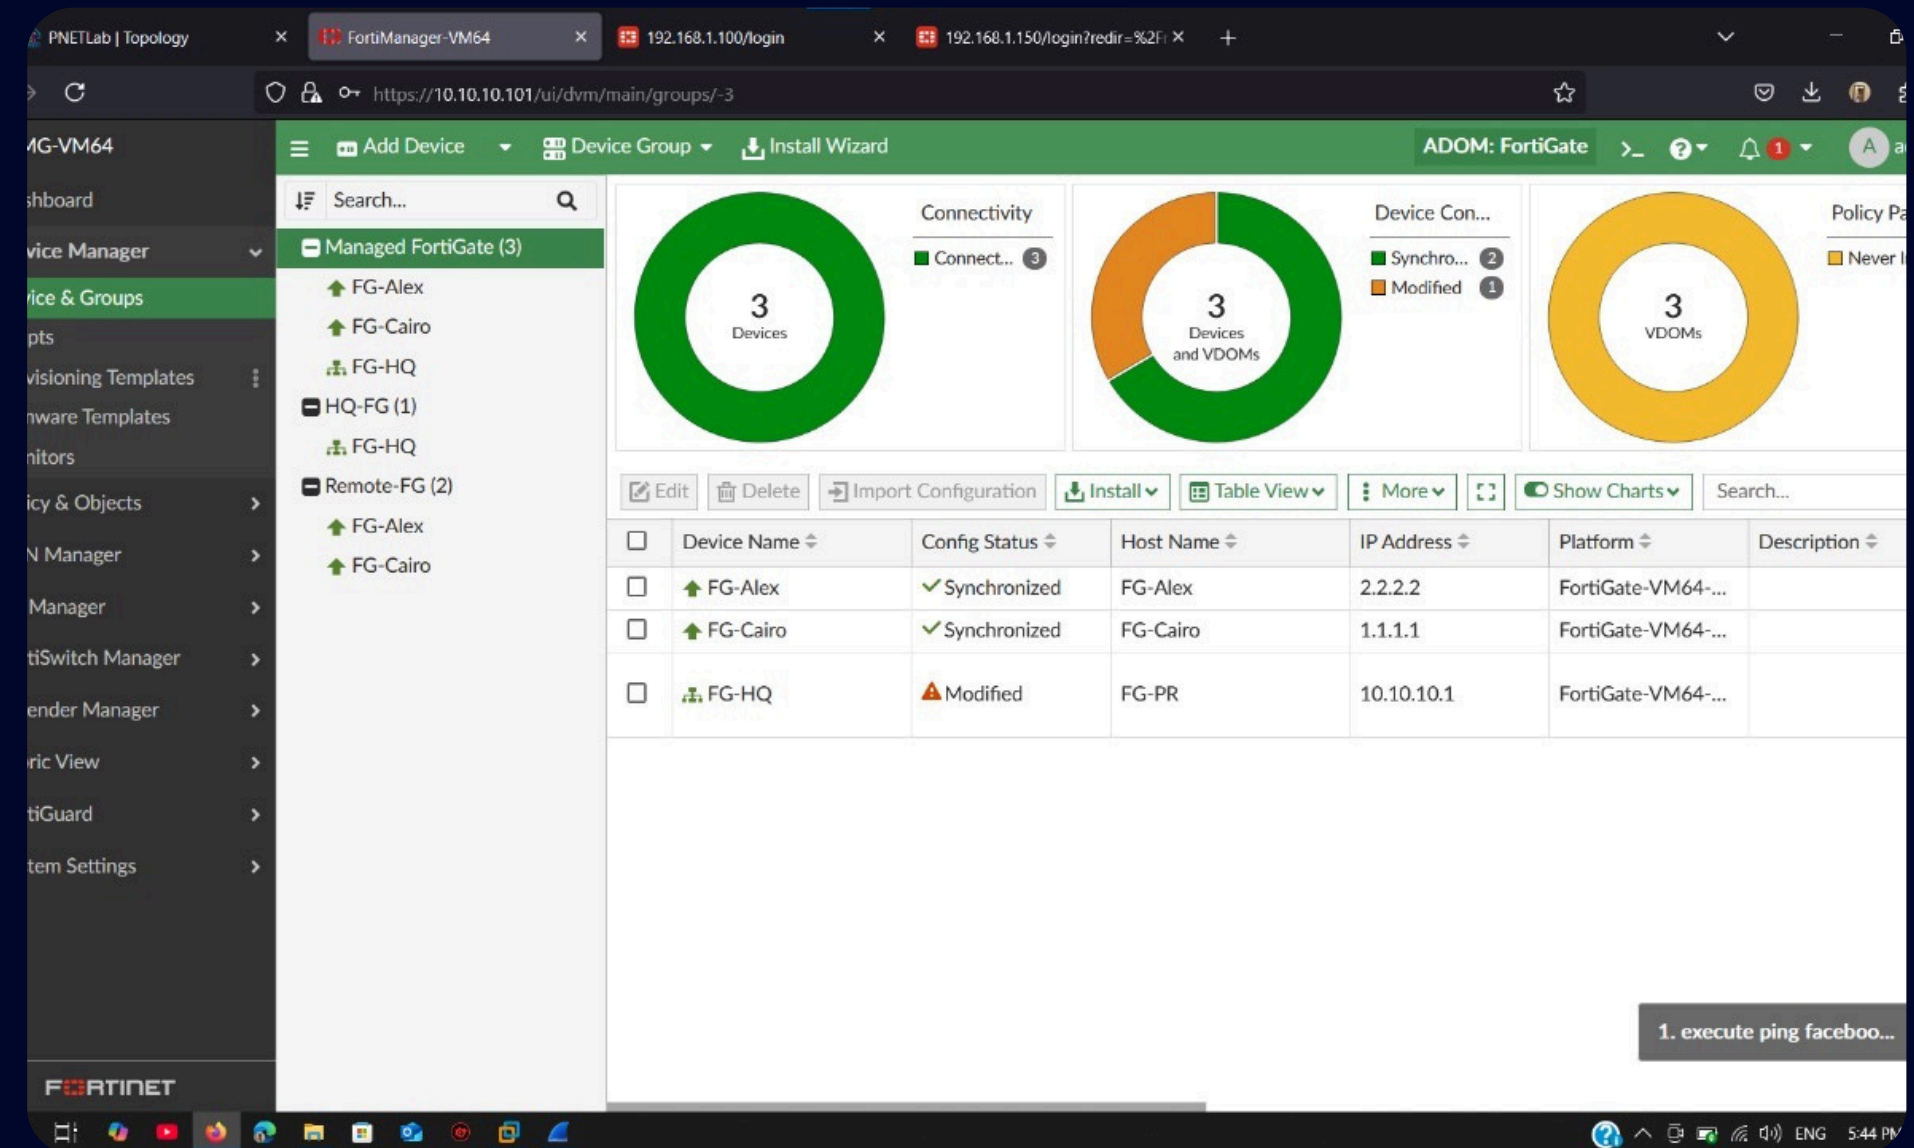 PNETLab | Topology
FortiManager-VM64
192.168.1.100/login
192.168.1.150/login?redir=%2F
https://10.10.10.101/ui/dvm/main/groups/-3
MG-VM64
Add Device
Device Group
Install Wizard
ADOM: FortiGate
1
A
a
shboard
vice Manager
vice & Groups
pts
visioning Templates
mware Templates
nitors
icy & Objects
N Manager
Manager
tiSwitch Manager
ender Manager
ric View
tiGuard
tem Settings
FORTINET
Search...
Managed FortiGate (3)
FG-Alex
FG-Cairo
FG-HQ
HQ-FG (1)
FG-HQ
Remote-FG (2)
FG-Alex
FG-Cairo
3
Devices
Connectivity
Connect... 3
3
Devices
and VDOMs
Device Con...
Synchro... 2
Modified 1
3
VDOMs
Policy Pa
Never I
Edit
Delete
Import Configuration
Install
Table View
More
Show Charts
Search...
Device Name Config Status Host Name IP Address Platform Description
FG-Alex Synchronized FG-Alex 2.2.2.2 FortiGate-VM64-...
FG-Cairo Synchronized FG-Cairo 1.1.1.1 FortiGate-VM64-...
FG-HQ Modified FG-PR 10.10.10.1 FortiGate-VM64-...
1. execute ping faceboo...
ENG 5:44 PM